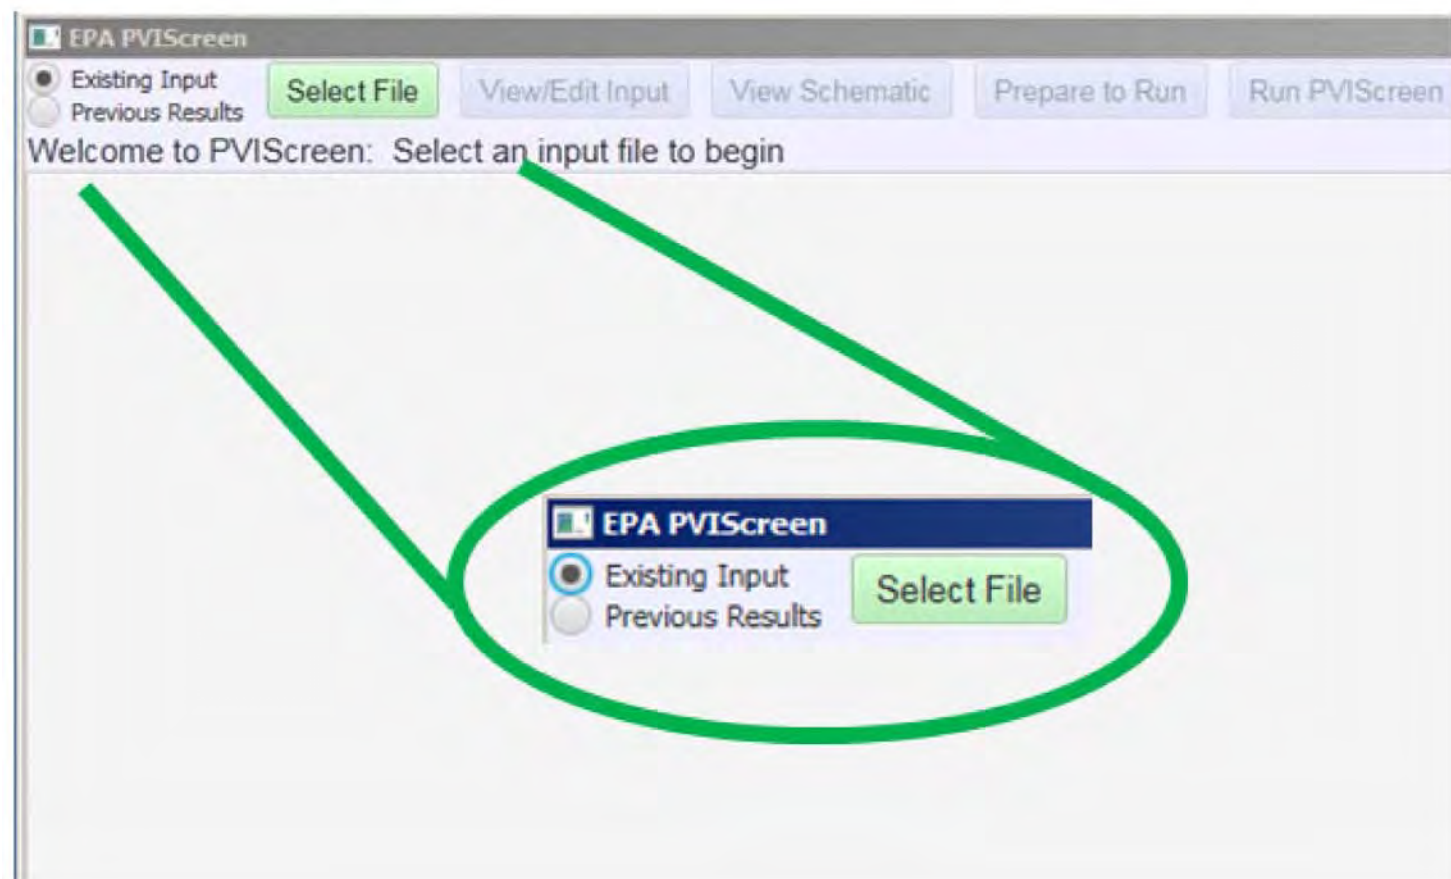 EPA PVIScreen
Existing Input
Previous Results
Select File
View/Edit Input
View Schematic
Prepare to Run
Run PVIScreen
Welcome to PVIScreen: Select an input file to begin
EPA PVIScreen
Existing Input
Previous Results
Select File